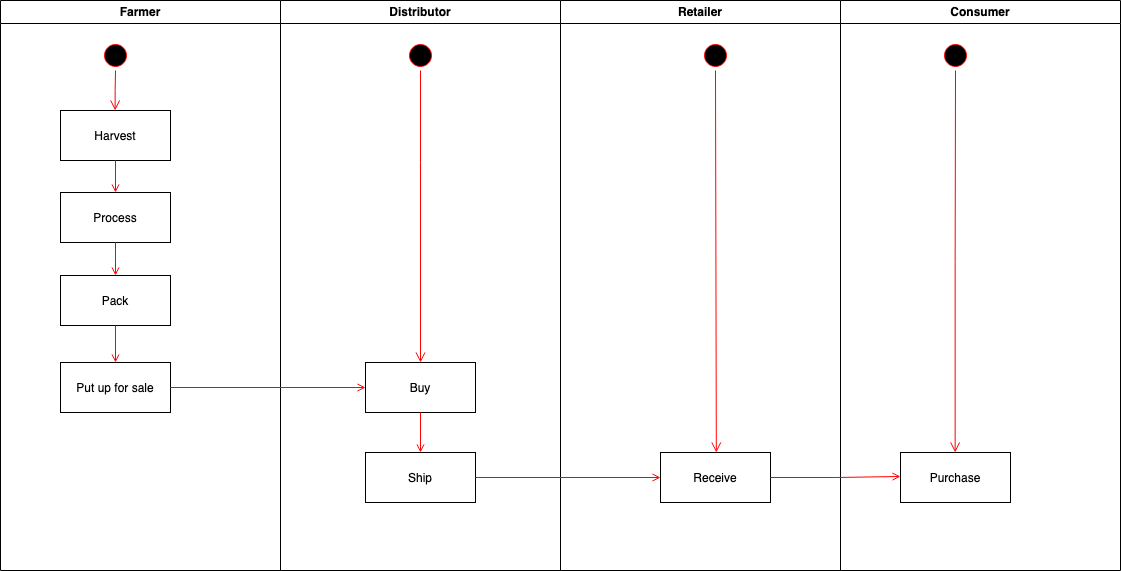 Farmer
Distributor
Retailer
Consumer
Harvest
Process
Pack
Put up for sale
Buy
Ship
Receive
Purchase